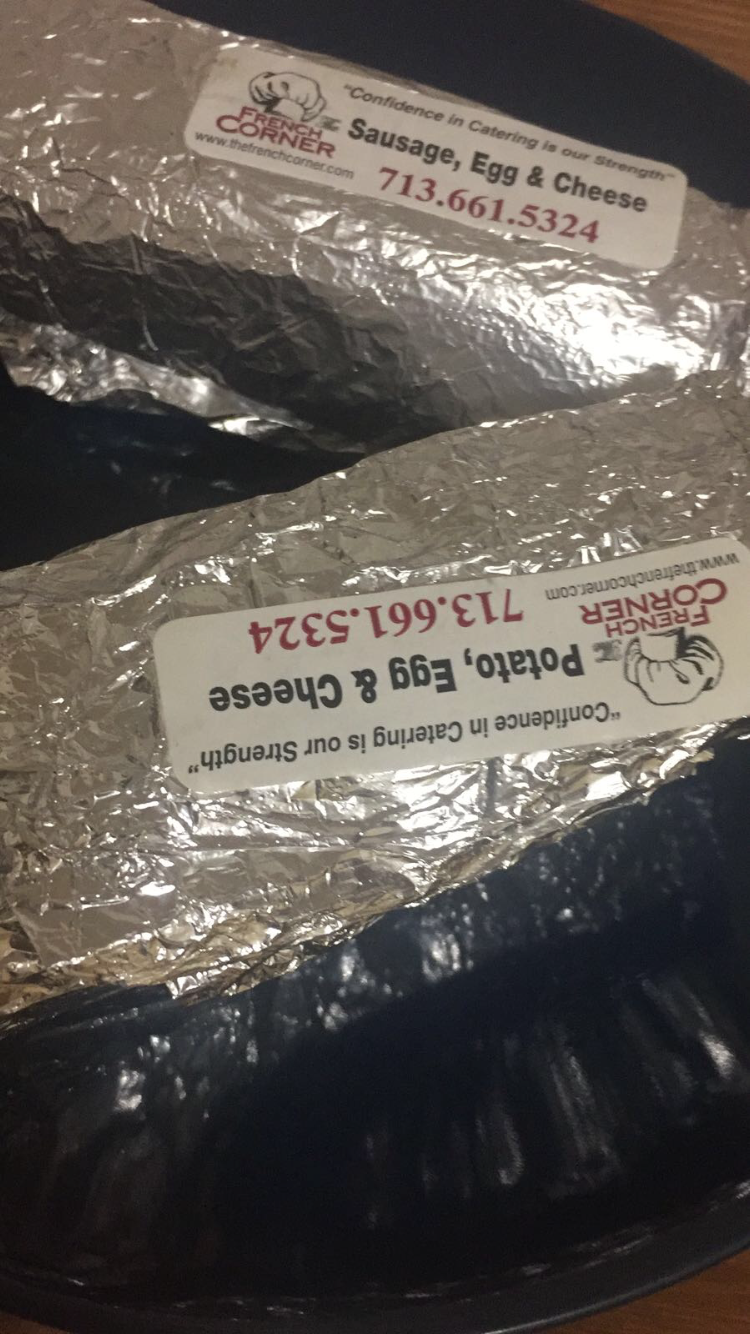 "Confidence in Catering is our Strength"
FRENCH
CORNER
Sausage, Egg & Cheese
www.thefrenchcorner.com
713.661.5324
"Confidence in Catering is our Strength"
FRENCH
CORNER
Potato, Egg & Cheese
www.thefrenchcorner.com
713.661.5324